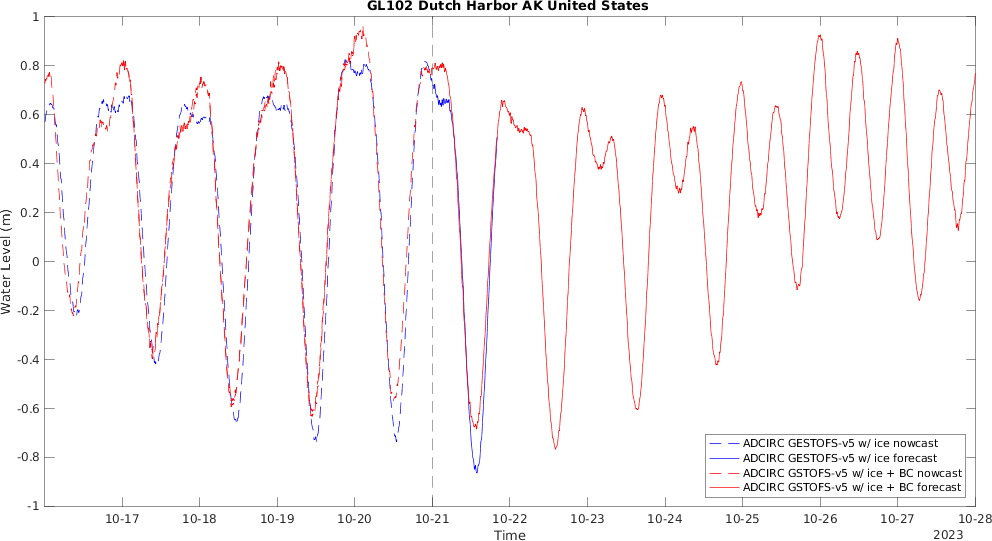 GL102 Dutch Harbor AK United States
1
0.8
0.6
0.4
0.2
0
-0.2
-0.4
-0.6
-0.8
-1
Water Level (m)
ADCIRC GESTOFS-v5 w/ ice nowcast
ADCIRC GESTOFS-v5 w/ ice forecast
ADCIRC GSTOFS-v5 w/ ice + BC nowcast
ADCIRC GSTOFS-v5 w/ ice + BC forecast
10-17 10-18 10-19 10-20 10-21 10-22 10-23 10-24 10-25 10-26 10-27 10-28
Time
2023